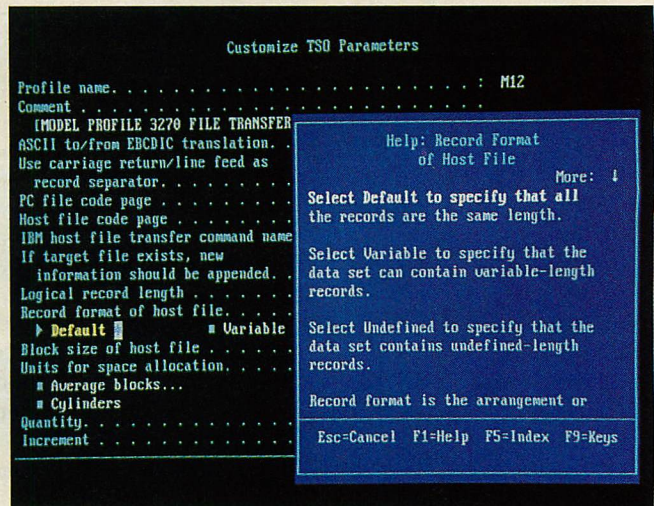 Customize TSO Parameters
Profile name. . . . . . . . . . . . . . . . . . . . . . . . . . . : M12
Comment . . . . . . . . . . . . . . . . . . . . . . . . . . . . .
[MODEL PROFILE 3270 FILE TRANSFER
ASCII to/from EBCDIC translation. .
Use carriage return/line feed as
record separator. . . . . . . . .
PC file code page . . . . . . . . .
Host file code page . . . . . . . .
IBM host file transfer command name
If target file exists, new
information should be appended. .
Logical record length . . . . . . .
Record format of host file. . . . .
Default Variable
Block size of host file . . . . . .
Units for space allocation. . . . .
Average blocks...
Cylinders
Quantity. . . . . . . . . . . . . .
Increment . . . . . . . . . . . . .
Help: Record Format
of Host File
More: ↓
Select Default to specify that all
the records are the same length.
Select Variable to specify that the
data set can contain variable-length
records.
Select Undefined to specify that the
data set contains undefined-length
records.
Record format is the arrangement or
Esc=Cancel F1=Help F5=Index F9=Keys